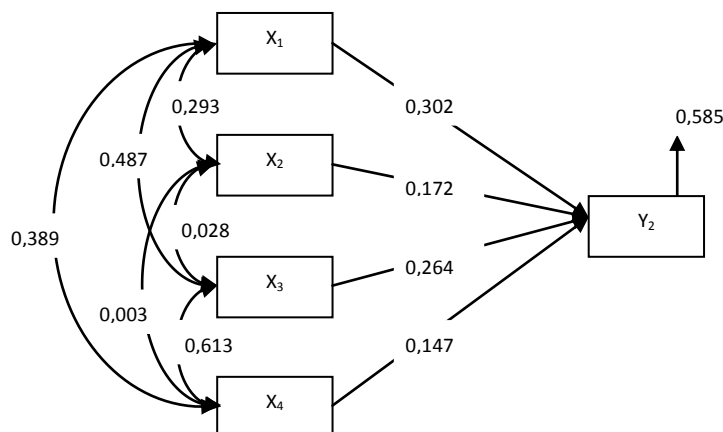 X₁
0,293
0,302
0,585
0,487
X₂
0,172
Y₂
0,389
0,028
0,264
X₃
0,003
0,613
0,147
X₄